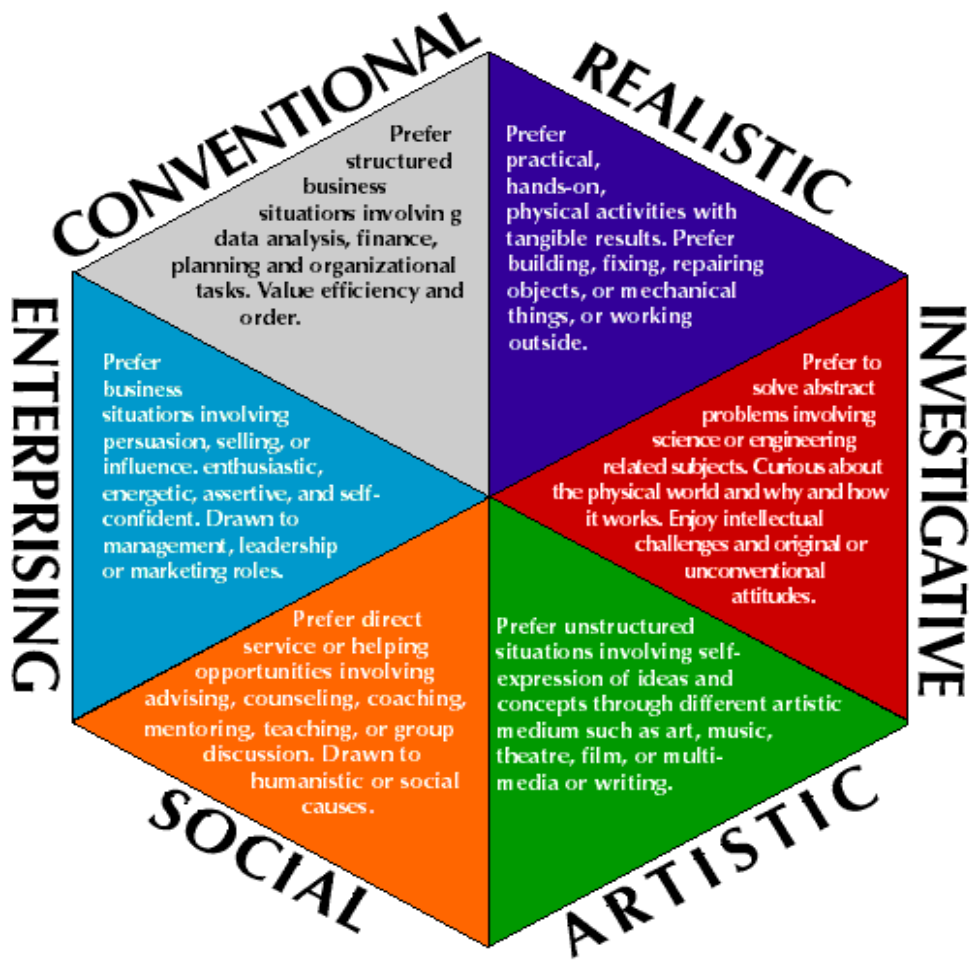 CONVENTIONAL
Prefer
structured
business
situations involvin g
data analysis, finance,
planning and organizational
tasks. Value efficiency and
order.
REALISTIC
Prefer
practical,
hands-on,
physical activities with
tangible results. Prefer
building, fixing, repairing
objects, or mechanical
things, or working
outside.
INVESTIGATIVE
Prefer to
solve abstract
problems involving
science or engineering
related subjects. Curious about
the physical world and why and how
it works. Enjoy intellectual
challenges and original or
unconventional
attitudes.
ARTISTIC
Prefer unstructured
situations involving self-
expression of ideas and
concepts through different artistic
medium such as art, music,
theatre, film, or multi-
media or writing.
SOCIAL
Prefer direct
service or helping
opportunities involving
advising, counseling, coaching,
mentoring, teaching, or group
discussion. Drawn to
humanistic or social
causes.
ENTERPRISING
Prefer
business
situations involving
persuasion, selling, or
influence. enthusiastic,
energetic, assertive, and self-
confident. Drawn to
management, leadership
or marketing roles.